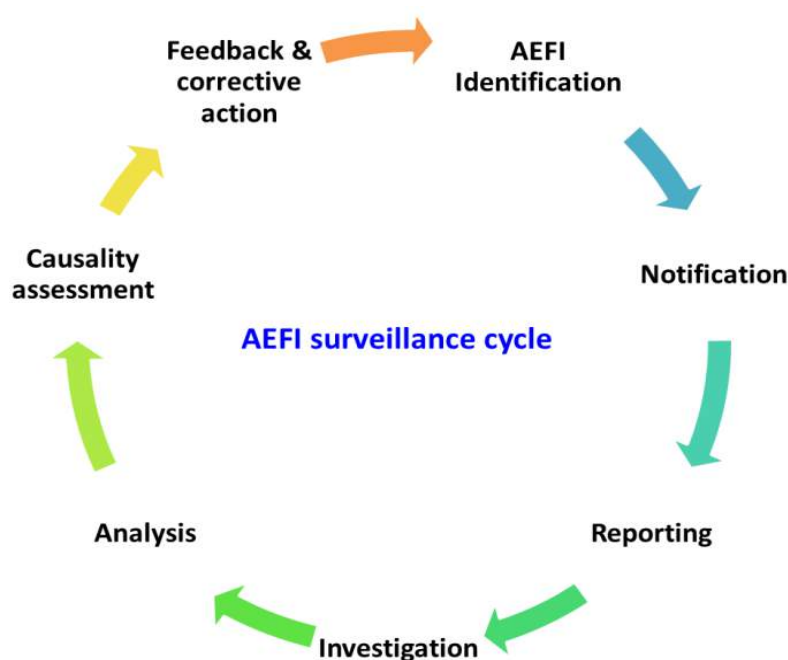 AEFI surveillance cycle
AEFI
Identification
Notification
Reporting
Investigation
Analysis
Causality
assessment
Feedback &
corrective
action